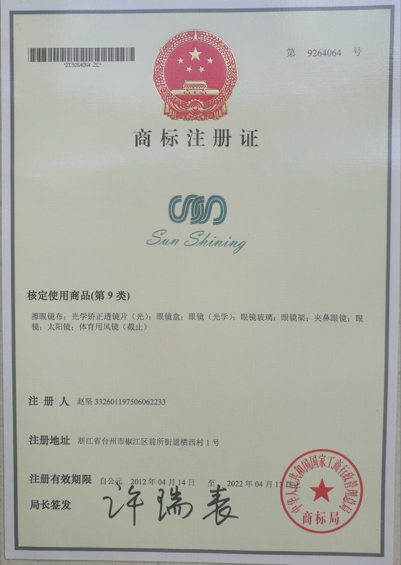 *ZC9264064 ZC*
第 9264064 号
商标注册证
Sun Shining
核定使用商品(第 9 类)
擦眼镜布；光学矫正透镜片（光）；眼镜盒；眼镜（光学）；眼镜玻璃；眼镜架；夹鼻眼镜；眼
镜；太阳镜；体育用风镜（截止）
注册人 赵坚 332601197506062233
注册地址 浙江省台州市椒江区前所街道横西村 1 号
注册有效期限 自公元 2012 年 04 月 14 日 至 2022 年 04 月 13 日
局长签发 许瑞表
中华人民共和国国家工商行政管理总局
商标局